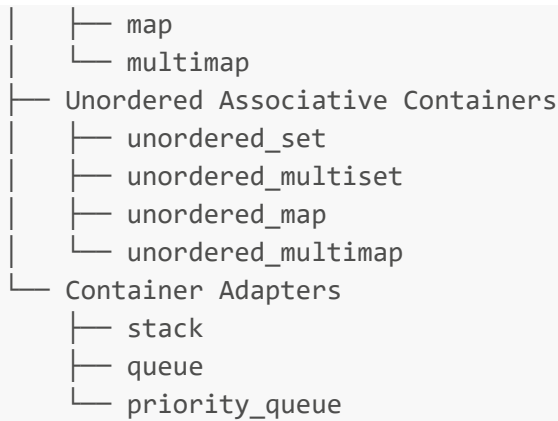 │   ├── map
│   └── multimap
├── Unordered Associative Containers
│   ├── unordered_set
│   ├── unordered_multiset
│   ├── unordered_map
│   └── unordered_multimap
└── Container Adapters
    ├── stack
    ├── queue
    └── priority_queue